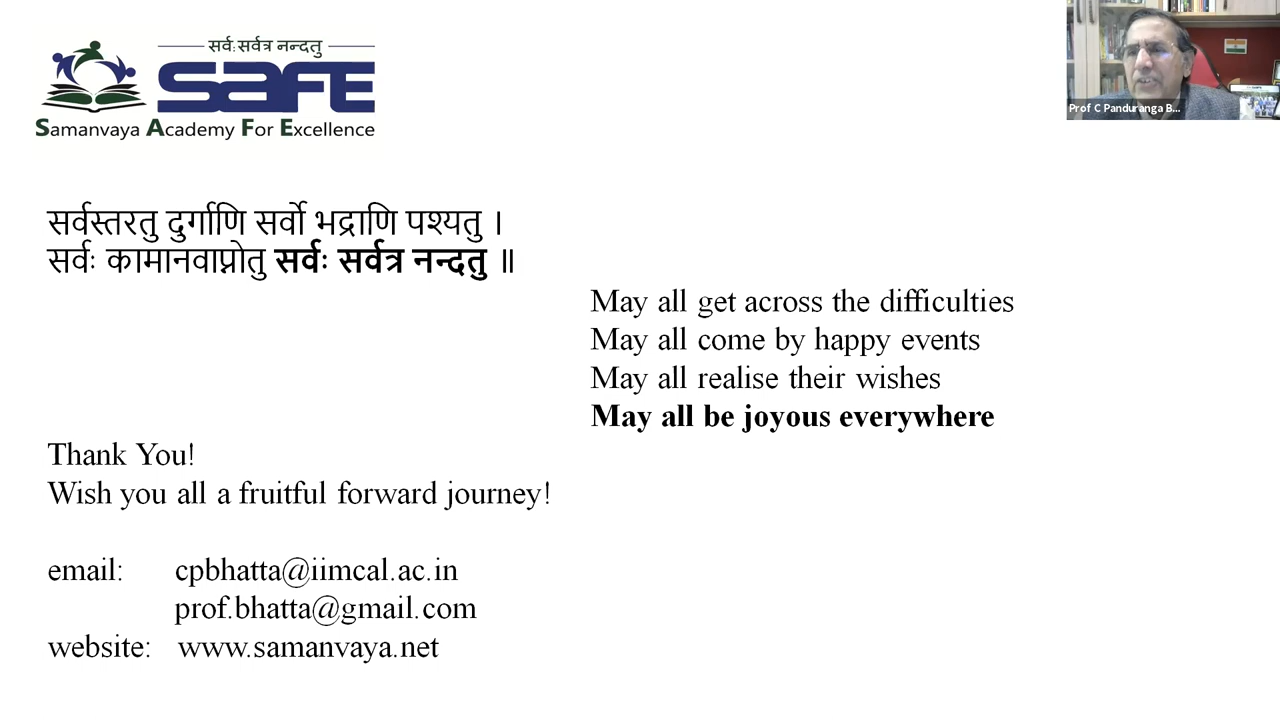 सर्वःसर्वत्र नन्दतु
SAFE
Samanvaya Academy For Excellence
Prof C Panduranga B...
सर्वस्तरतु दुर्गाणि सर्वो भद्राणि पश्यतु ।
सर्वः कामानवाप्नोतु सर्वः सर्वत्र नन्दतु ॥
May all get across the difficulties
May all come by happy events
May all realise their wishes
May all be joyous everywhere
Thank You!
Wish you all a fruitful forward journey!
email: cpbhatta@iimcal.ac.in
prof.bhatta@gmail.com
website: www.samanvaya.net